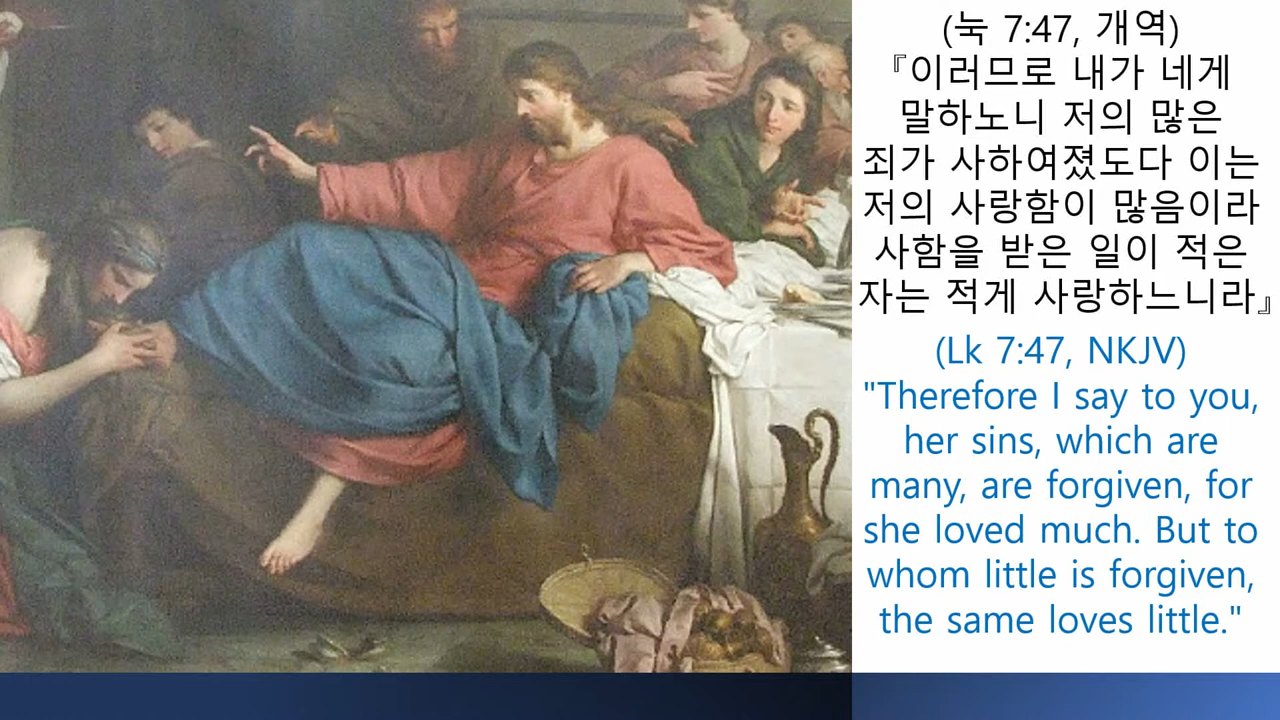 (눅 7:47, 개역)
『이러므로 내가 네게
말하노니 저의 많은
죄가 사하여졌도다 이는
저의 사랑함이 많음이라
사함을 받은 일이 적은
자는 적게 사랑하느니라』
(Lk 7:47, NKJV)
"Therefore I say to you,
her sins, which are
many, are forgiven, for
she loved much. But to
whom little is forgiven,
the same loves little."